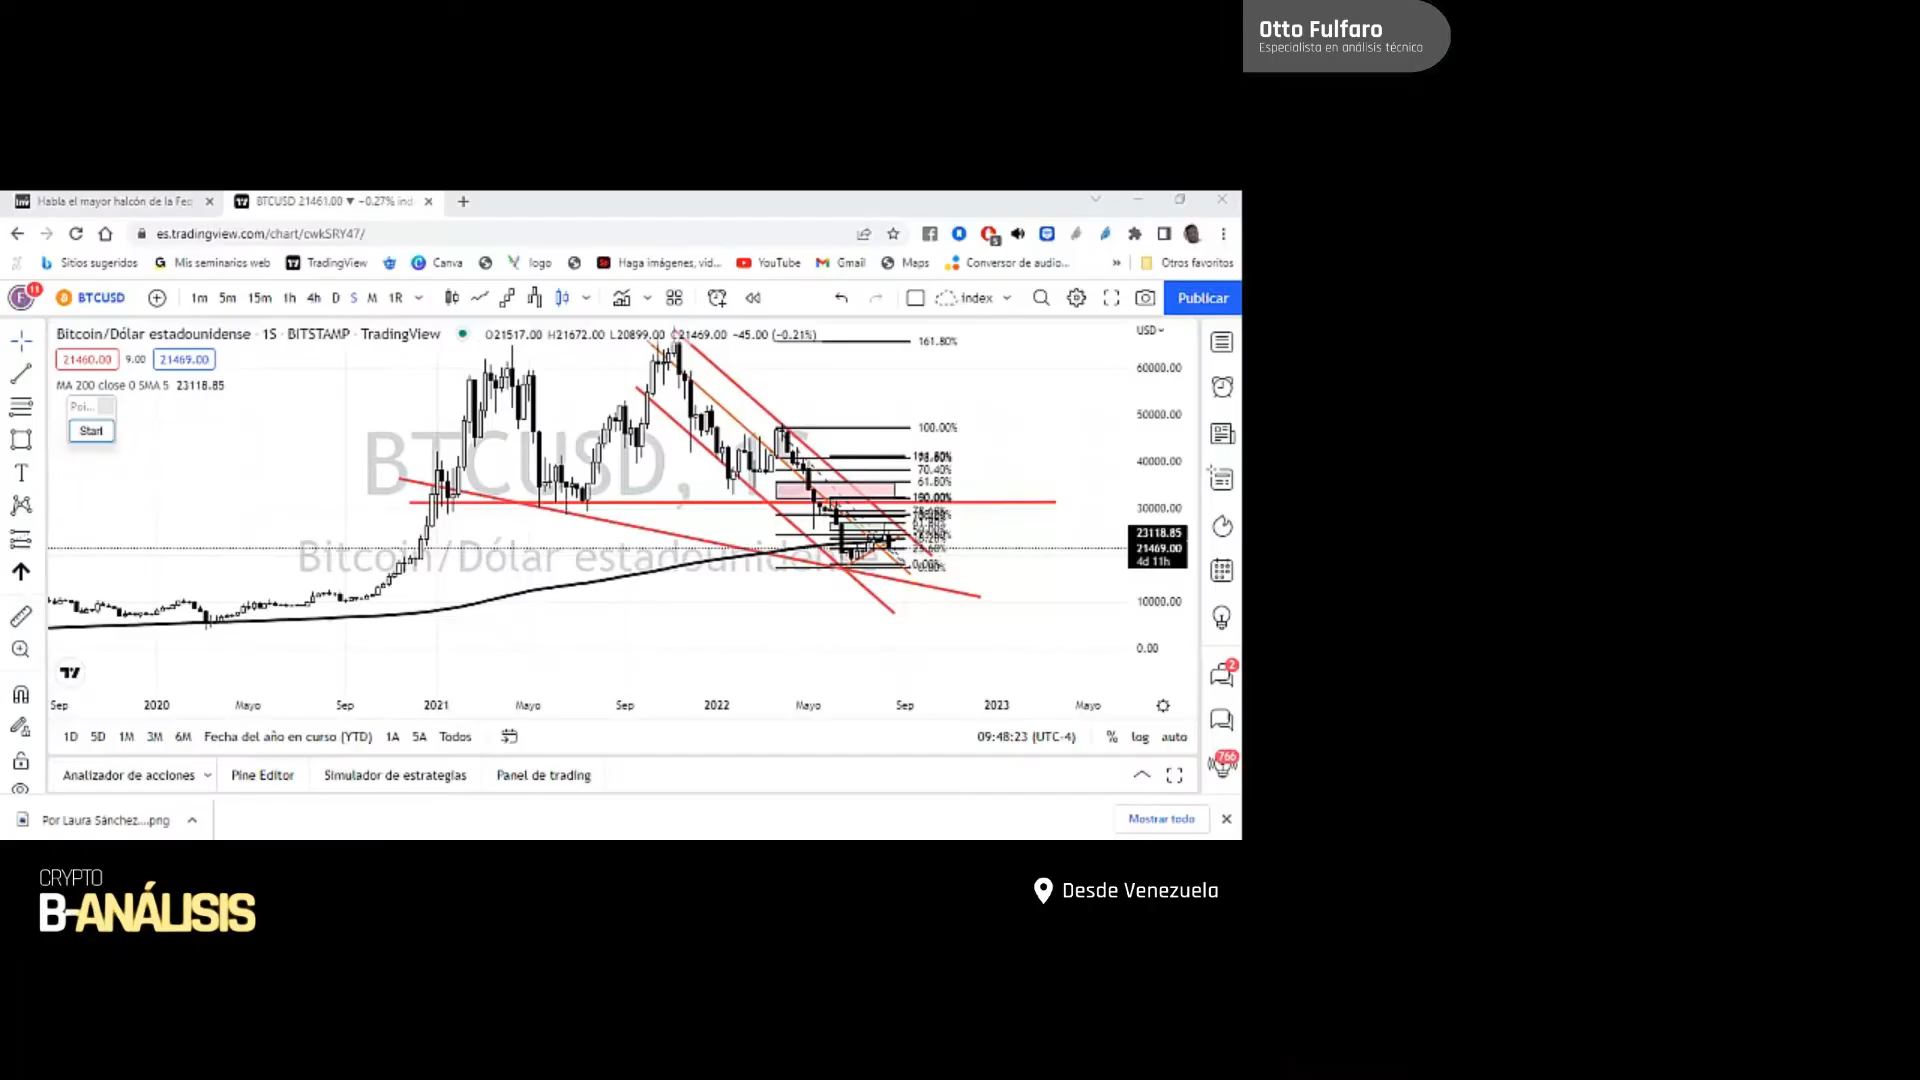 Otto Fulfaro
Especialista en análisis técnico
Habla el mayor halcón de la Fed
BTCUSD 21461.00 ▼ −0.27% ind
es.tradingview.com/chart/cwkSRY47/
Sitios sugeridos
Mis seminarios web
TradingView
Canva
logo
Haga imágenes, vid...
YouTube
Gmail
Maps
Conversor de audio...
»
Otros favoritos
11
BTCUSD
1m 5m 15m 1h 4h D S M 1R
index
Publicar
Bitcoin/Dólar estadounidense · 1S · BITSTAMP · TradingView
O21517.00 H21672.00 L20899.00 C21469.00 −45.00 (−0.21%)
USD
21460.00 9.00 21469.00
MA 200 close 0 SMA 5 23118.85
Poi...
Start
BTCUSD, 1S
Bitcoin/Dólar estadounidense
161.80%
100.00%
70.40%
61.80%
60000.00
50000.00
40000.00
30000.00
23118.85
21469.00
4d 11h
10000.00
0.00
Sep 2020 Mayo Sep 2021 Mayo Sep 2022 Mayo Sep 2023 Mayo
1D 5D 1M 3M 6M Fecha del año en curso (YTD) 1A 5A Todos
09:48:23 (UTC-4) % log auto
2
766
Analizador de acciones Pine Editor Simulador de estrategias Panel de trading
Por Laura Sánchez....png
Mostrar todo
CRYPTO
B-ANÁLISIS
Desde Venezuela